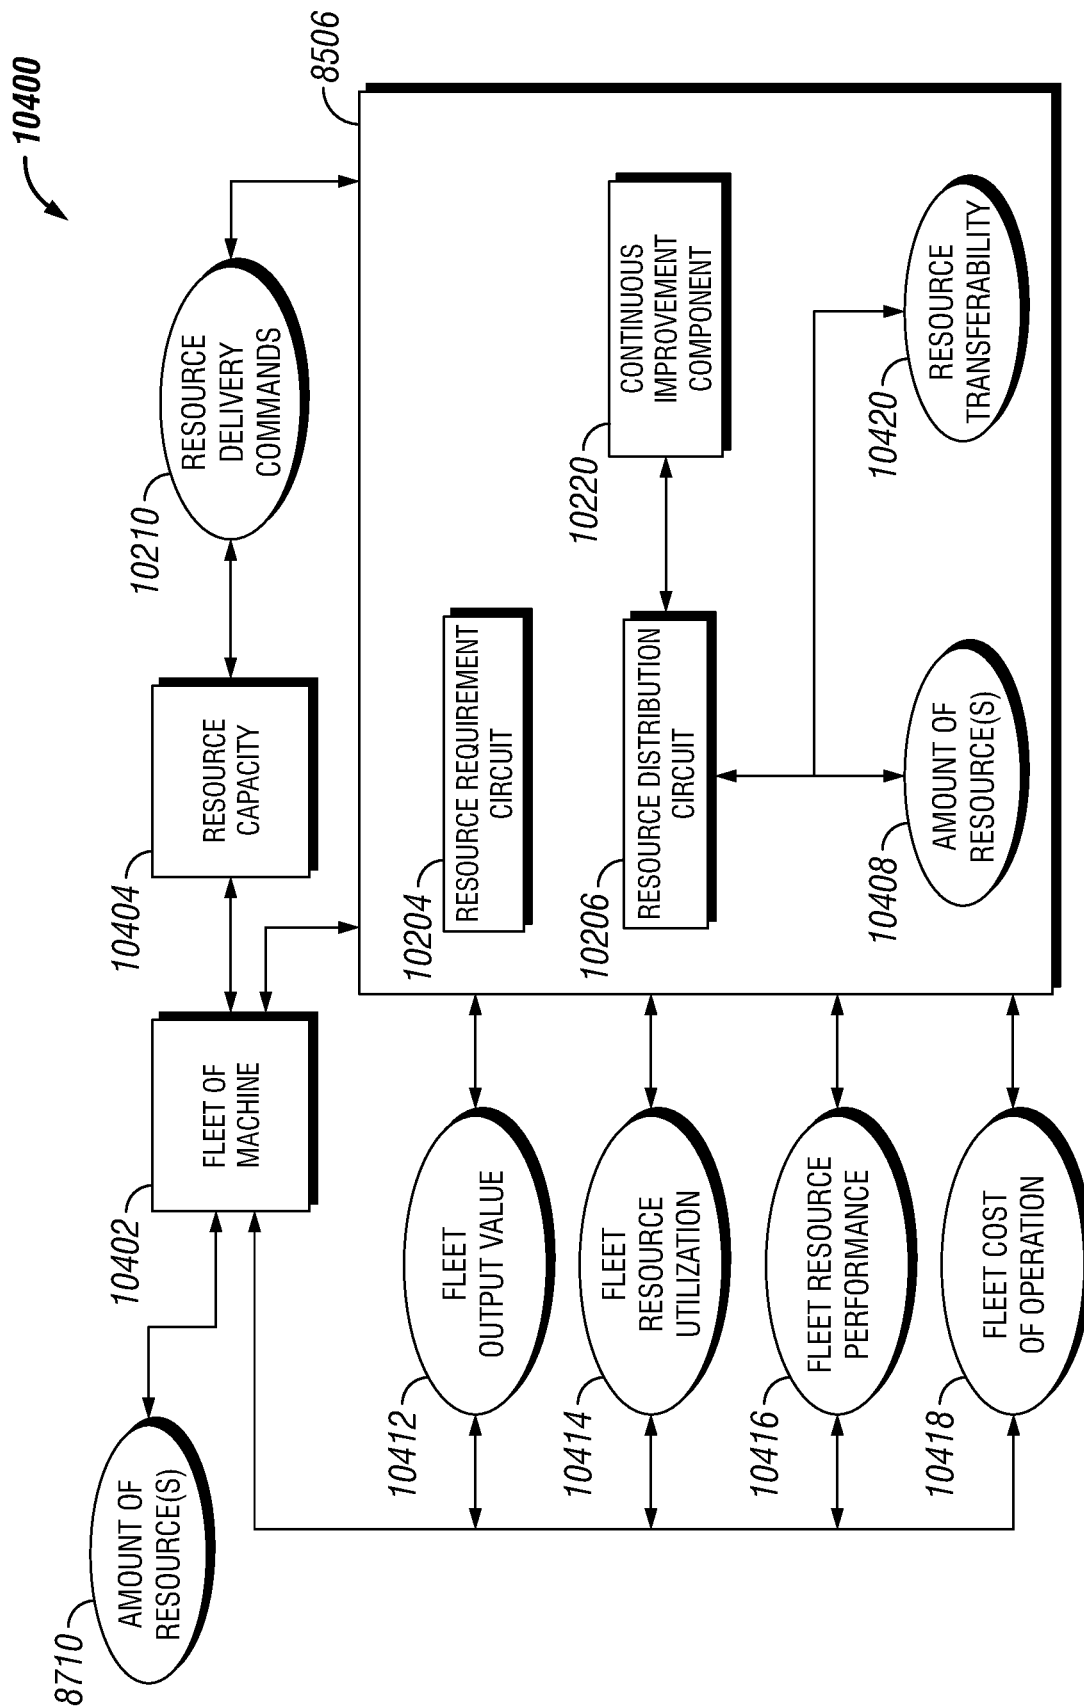 10400
8710
AMOUNT OF
RESOURCE(S)
10402
FLEET OF
MACHINE
10404
RESOURCE
CAPACITY
10210
RESOURCE
DELIVERY
COMMANDS
8506
10412
FLEET
OUTPUT VALUE
10414
FLEET
RESOURCE
UTILIZATION
10416
FLEET RESOURCE
PERFORMANCE
10418
FLEET COST
OF OPERATION
10204
RESOURCE REQUIREMENT
CIRCUIT
10206
RESOURCE DISTRIBUTION
CIRCUIT
10220
CONTINUOUS
IMPROVEMENT
COMPONENT
10408
AMOUNT OF
RESOURCE(S)
10420
RESOURCE
TRANSFERABILITY